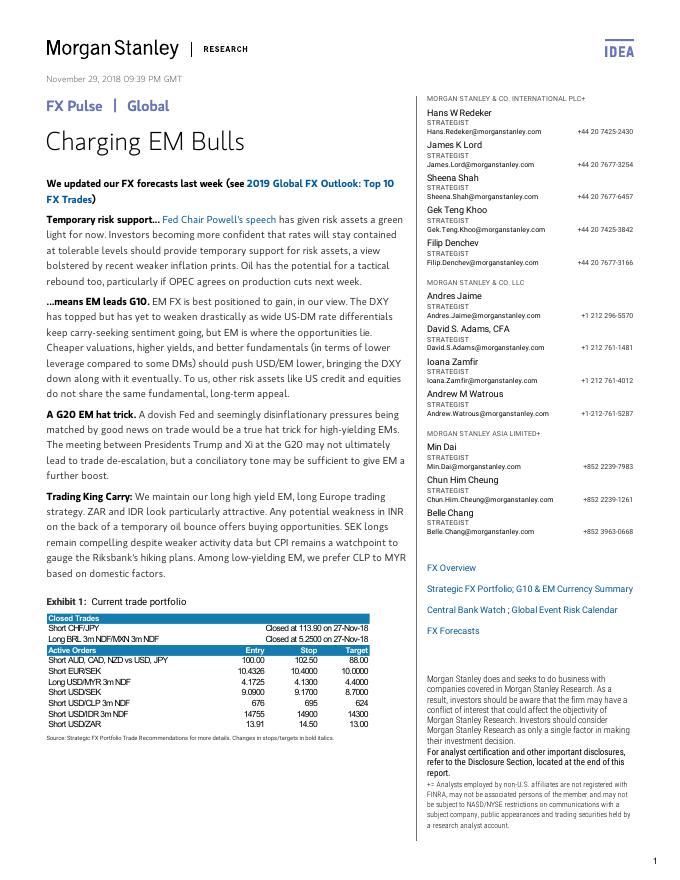 Morgan Stanley | RESEARCH
IDEA
November 29, 2018 09:39 PM GMT
FX Pulse | Global
Charging EM Bulls
We updated our FX forecasts last week (see 2019 Global FX Outlook: Top 10
FX Trades)
Temporary risk support... Fed Chair Powell's speech has given risk assets a green
light for now. Investors becoming more confident that rates will stay contained
at tolerable levels should provide temporary support for risk assets, a view
bolstered by recent weaker inflation prints. Oil has the potential for a tactical
rebound too, particularly if OPEC agrees on production cuts next week.
...means EM leads G10. EM FX is best positioned to gain, in our view. The DXY
has topped but has yet to weaken drastically as wide US-DM rate differentials
keep carry-seeking sentiment going, but EM is where the opportunities lie.
Cheaper valuations, higher yields, and better fundamentals (in terms of lower
leverage compared to some DMs) should push USD/EM lower, bringing the DXY
down along with it eventually. To us, other risk assets like US credit and equities
do not share the same fundamental, long-term appeal.
A G20 EM hat trick. A dovish Fed and seemingly disinflationary pressures being
matched by good news on trade would be a true hat trick for high-yielding EMs.
The meeting between Presidents Trump and Xi at the G20 may not ultimately
lead to trade de-escalation, but a conciliatory tone may be sufficient to give EM a
further boost.
Trading King Carry: We maintain our long high yield EM, long Europe trading
strategy. ZAR and IDR look particularly attractive. Any potential weakness in INR
on the back of a temporary oil bounce offers buying opportunities. SEK longs
remain compelling despite weaker activity data but CPI remains a watchpoint to
gauge the Riksbank's hiking plans. Among low-yielding EM, we prefer CLP to MYR
based on domestic factors.
Exhibit 1: Current trade portfolio
Closed Trades
Short CHF/JPY Closed at 113.90 on 27-Nov-18
Long BRL 3m NDF/MXN 3m NDF Closed at 5.2500 on 27-Nov-18
Active Orders Entry Stop Target
Short AUD, CAD, NZD vs USD, JPY 100.00 102.50 88.00
Short EUR/SEK 10.4326 10.4000 10.0000
Long USD/MYR 3m NDF 4.1725 4.1300 4.4000
Short USD/SEK 9.0900 9.1700 8.7000
Short USD/CLP 3m NDF 676 695 624
Short USD/IDR 3m NDF 14755 14900 14300
Short USD/ZAR 13.91 14.50 13.00
Source: Strategic FX Portfolio Trade Recommendations for more details. Changes in stops/targets in bold italics.
MORGAN STANLEY & CO. INTERNATIONAL PLC+
Hans W Redeker
STRATEGIST
Hans.Redeker@morganstanley.com +44 20 7425-2430
James K Lord
STRATEGIST
James.Lord@morganstanley.com +44 20 7677-3254
Sheena Shah
STRATEGIST
Sheena.Shah@morganstanley.com +44 20 7677-6457
Gek Teng Khoo
STRATEGIST
Gek.Teng.Khoo@morganstanley.com +44 20 7425-3842
Filip Denchev
STRATEGIST
Filip.Denchev@morganstanley.com +44 20 7677-3166
MORGAN STANLEY & CO. LLC
Andres Jaime
STRATEGIST
Andres.Jaime@morganstanley.com +1 212 296-5570
David S. Adams, CFA
STRATEGIST
David.S.Adams@morganstanley.com +1 212 761-1481
Ioana Zamfir
STRATEGIST
Ioana.Zamfir@morganstanley.com +1 212 761-4012
Andrew M Watrous
STRATEGIST
Andrew.Watrous@morganstanley.com +1-212-761-5287
MORGAN STANLEY ASIA LIMITED+
Min Dai
STRATEGIST
Min.Dai@morganstanley.com +852 2239-7983
Chun Him Cheung
STRATEGIST
Chun.Him.Cheung@morganstanley.com +852 2239-1261
Belle Chang
STRATEGIST
Belle.Chang@morganstanley.com +852 3963-0668
FX Overview
Strategic FX Portfolio; G10 & EM Currency Summary
Central Bank Watch ; Global Event Risk Calendar
FX Forecasts
Morgan Stanley does and seeks to do business with
companies covered in Morgan Stanley Research. As a
result, investors should be aware that the firm may have a
conflict of interest that could affect the objectivity of
Morgan Stanley Research. Investors should consider
Morgan Stanley Research as only a single factor in making
their investment decision.
For analyst certification and other important disclosures,
refer to the Disclosure Section, located at the end of this
report.
+= Analysts employed by non-U.S. affiliates are not registered with
FINRA, may not be associated persons of the member and may not
be subject to NASD/NYSE restrictions on communications with a
subject company, public appearances and trading securities held by
a research analyst account.
1